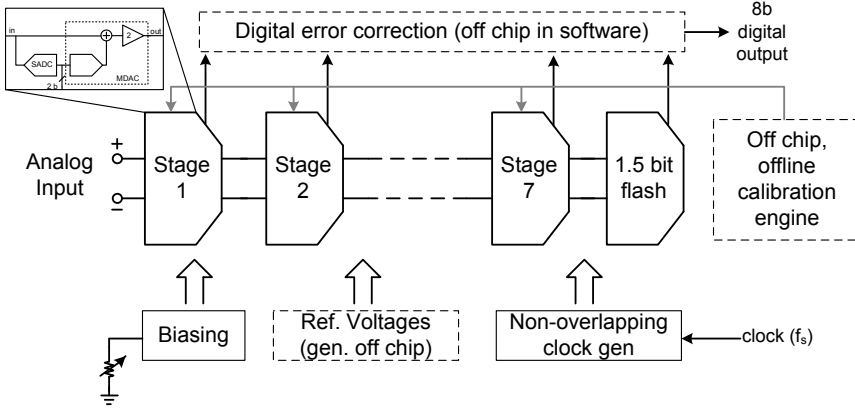 in
out
2
SADC
2 b
MDAC
Digital error correction (off chip in software)
8b
digital
output
Analog
Input
+
−
Stage
1
Stage
2
Stage
7
1.5 bit
flash
Off chip,
offline
calibration
engine
Biasing
Ref. Voltages
(gen. off chip)
Non-overlapping
clock gen
clock (fs)